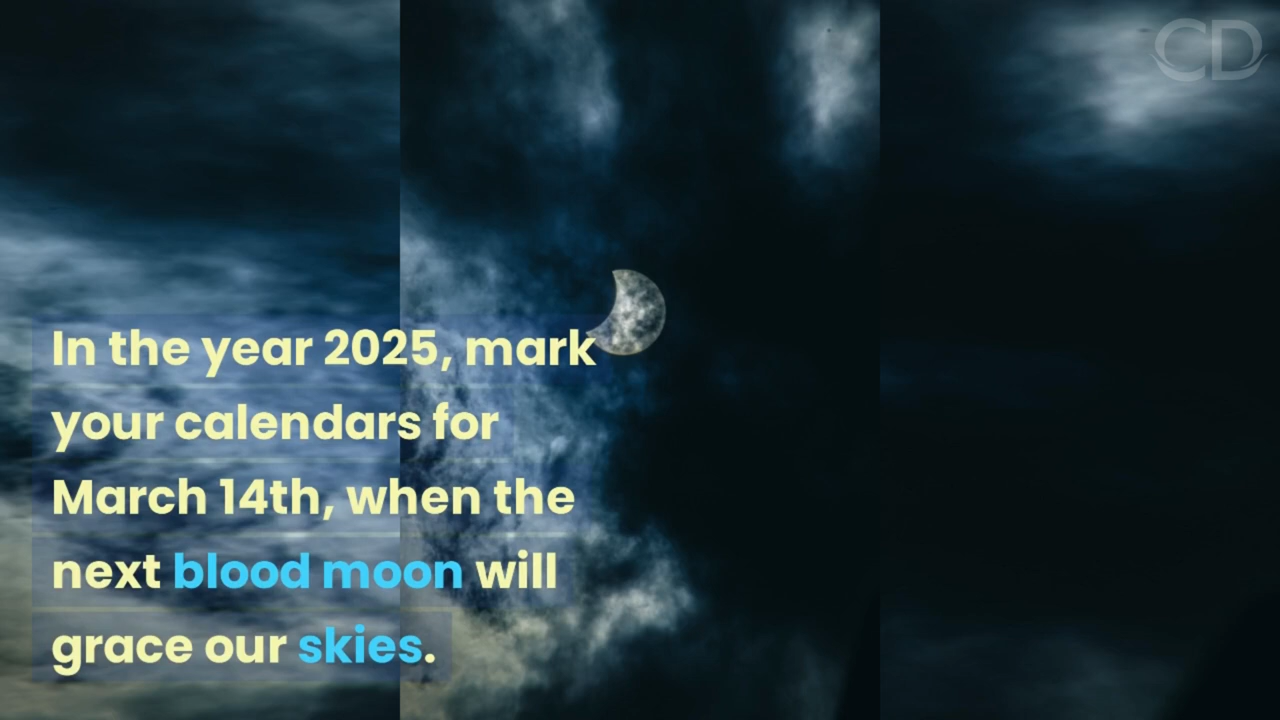 CD
In the year 2025, mark
your calendars for
March 14th, when the
next blood moon will
grace our skies.